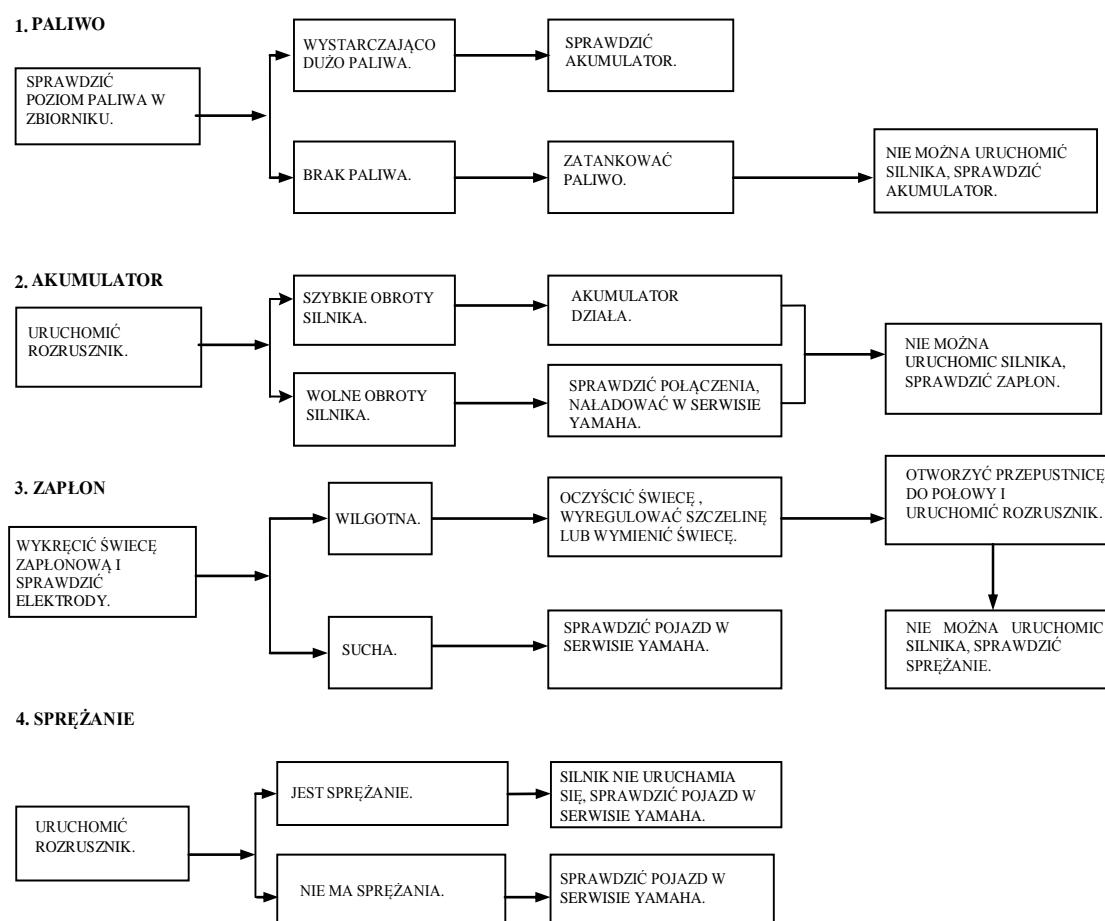 1. PALIWO
SPRAWDZIĆ
POZIOM PALIWA W
ZBIORNIKU.
WYSTARCZAJĄCO
DUŻO PALIWA.
SPRAWDZIĆ
AKUMULATOR.
BRAK PALIWA.
ZATANKOWAĆ
PALIWO.
NIE MOŻNA URUCHOMIĆ
SILNIKA, SPRAWDZIĆ
AKUMULATOR.
2. AKUMULATOR
URUCHOMIĆ
ROZRUSZNIK.
SZYBKIE OBROTY
SILNIKA.
AKUMULATOR
DZIAŁA.
WOLNE OBROTY
SILNIKA.
SPRAWDZIĆ POŁĄCZENIA,
NAŁADOWAĆ W SERWISIE
YAMAHA.
NIE MOŻNA
URUCHOMIC SILNIKA,
SPRAWDZIĆ ZAPŁON.
3. ZAPŁON
WYKRĘCIĆ ŚWIECĘ
ZAPŁONOWĄ I
SPRAWDZIĆ
ELEKTRODY.
WILGOTNA.
OCZYŚCIĆ ŚWIECĘ ,
WYREGULOWAĆ SZCZELINĘ
LUB WYMIENIĆ ŚWIECĘ.
OTWORZYĆ PRZEPUSTNICĘ
DO POŁOWY I
URUCHOMIĆ ROZRUSZNIK.
SUCHA.
SPRAWDZIĆ POJAZD W
SERWISIE YAMAHA.
NIE MOŻNA URUCHOMIC
SILNIKA, SPRAWDZIĆ
SPRĘŻANIE.
4. SPRĘŻANIE
URUCHOMIĆ
ROZRUSZNIK.
JEST SPRĘŻANIE.
SILNIK NIE URUCHAMIA
SIĘ, SPRAWDZIĆ POJAZD W
SERWISIE YAMAHA.
NIE MA SPRĘŻANIA.
SPRAWDZIĆ POJAZD W
SERWISIE YAMAHA.